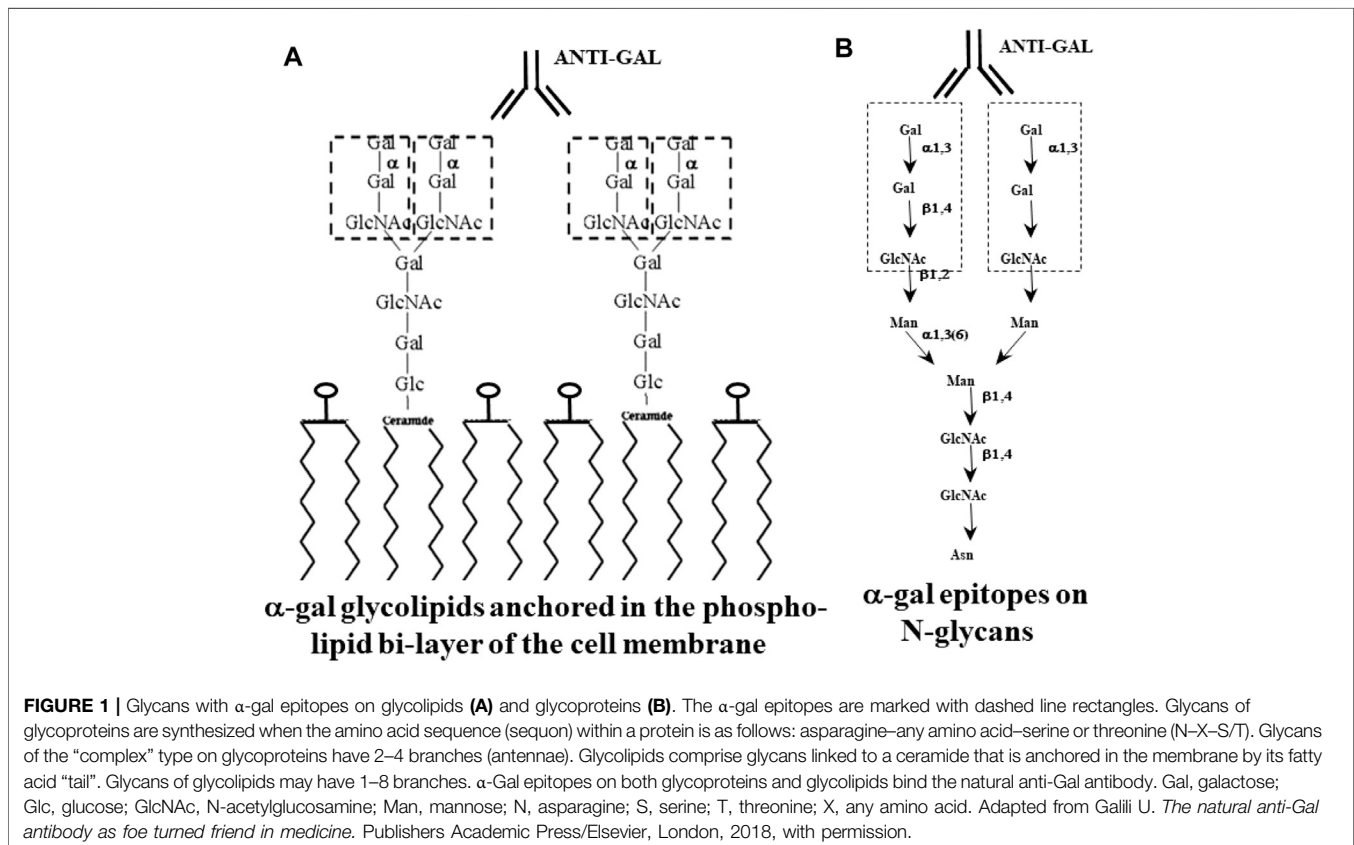 A
ANTI-GAL
Gal Gal Gal Gal
α α α α
Gal Gal Gal Gal
GlcNAc GlcNAc GlcNAc GlcNAc
Gal Gal
GlcNAc GlcNAc
Gal Gal
Glc Glc
Ceramide Ceramide
α-gal glycolipids anchored in the phospho-
lipid bi-layer of the cell membrane
B
ANTI-GAL
Gal Gal
α1,3 α1,3
Gal Gal
β1,4
GlcNAc GlcNAc
β1,2
Man Man
α1,3(6)
Man
β1,4
GlcNAc
β1,4
GlcNAc
Asn
α-gal epitopes on
N-glycans
FIGURE 1 | Glycans with α-gal epitopes on glycolipids (A) and glycoproteins (B). The α-gal epitopes are marked with dashed line rectangles. Glycans of
glycoproteins are synthesized when the amino acid sequence (sequon) within a protein is as follows: asparagine–any amino acid–serine or threonine (N–X–S/T). Glycans
of the “complex” type on glycoproteins have 2–4 branches (antennae). Glycolipids comprise glycans linked to a ceramide that is anchored in the membrane by its fatty
acid “tail”. Glycans of glycolipids may have 1–8 branches. α-Gal epitopes on both glycoproteins and glycolipids bind the natural anti-Gal antibody. Gal, galactose;
Glc, glucose; GlcNAc, N-acetylglucosamine; Man, mannose; N, asparagine; S, serine; T, threonine; X, any amino acid. Adapted from Galili U. The natural anti-Gal
antibody as foe turned friend in medicine. Publishers Academic Press/Elsevier, London, 2018, with permission.